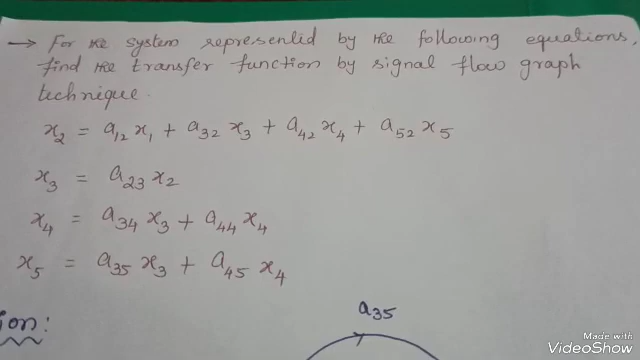 → For the system representid by the following equations,
find the transfer function by signal flow graph
technique.
x₂ = a₁₂ x₁ + a₃₂ x₃ + a₄₂ x₄ + a₅₂ x₅
x₃ = a₂₃ x₂
x₄ = a₃₄ x₃ + a₄₄ x₄
x₅ = a₃₅ x₃ + a₄₅ x₄
ion:
a₃₅
Made with
VideoShow